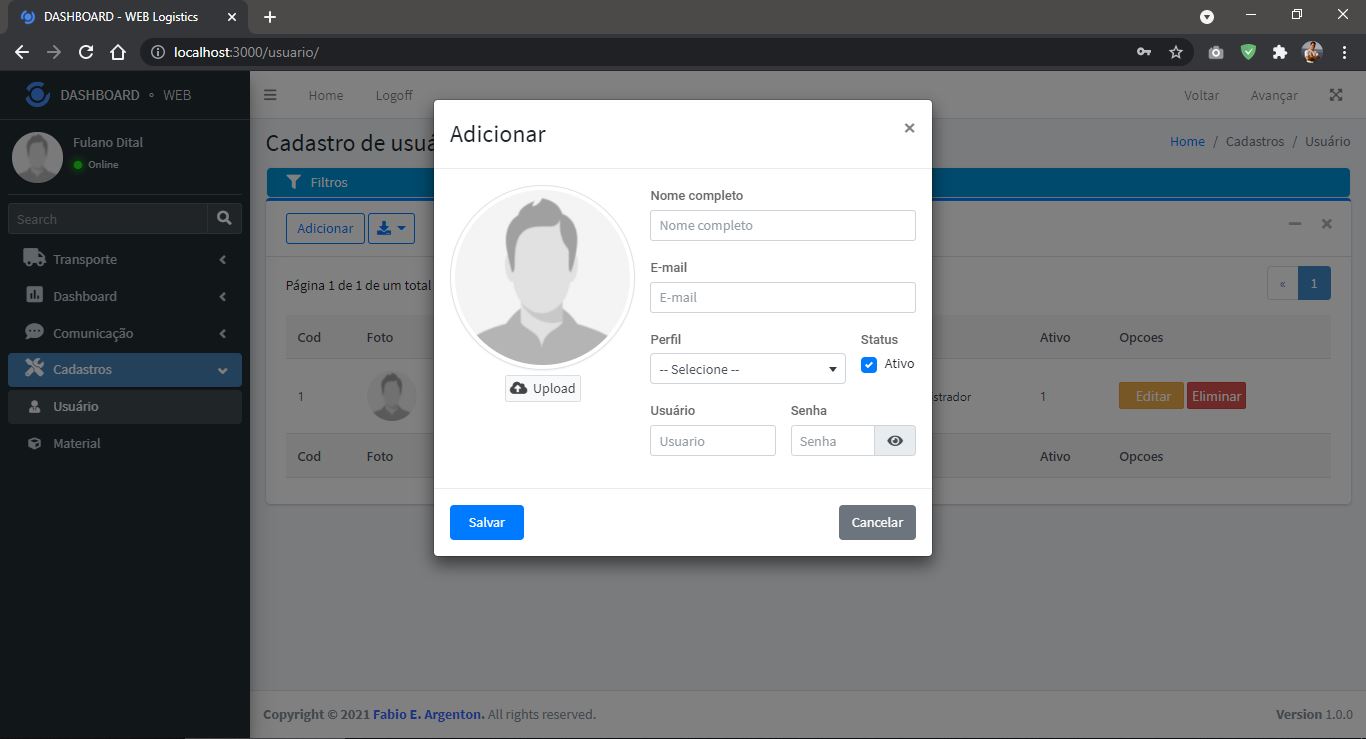 DASHBOARD - WEB Logistics
localhost:3000/usuario/
DASHBOARD ◦ WEB
Home Logoff
Voltar Avançar
Fulano Dital
Online
Search
Transporte
Dashboard
Comunicação
Cadastros
Usuário
Material
Cadastro de usuá
Home / Cadastros / Usuário
Filtros
Adicionar
Página 1 de 1 de um total
« 1
Cod Foto Ativo Opcoes
1 strador 1 Editar Eliminar
Cod Foto Ativo Opcoes
Adicionar ×
Upload
Nome completo
Nome completo
E-mail
E-mail
Perfil Status
-- Selecione -- Ativo
Usuário Senha
Usuario Senha
Salvar Cancelar
Copyright © 2021 Fabio E. Argenton. All rights reserved.
Version 1.0.0